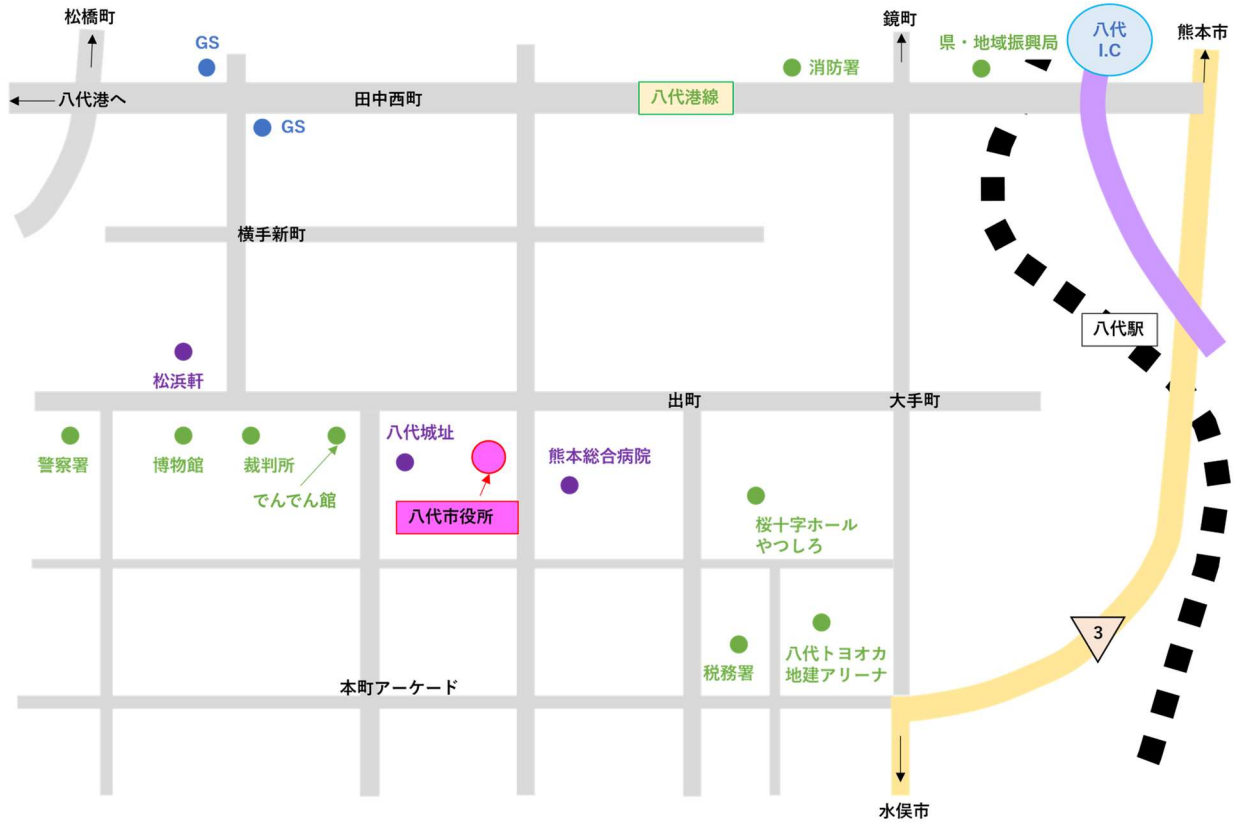 松橋町
GS
鏡町
県・地域振興局
八代
I.C
熊本市
消防署
八代港へ
田中西町
八代港線
GS
横手新町
八代駅
松浜軒
出町
大手町
八代城址
警察署
博物館
裁判所
でんでん館
熊本総合病院
八代市役所
桜十字ホール
やつしろ
3
税務署
八代トヨオカ
地建アリーナ
本町アーケード
水俣市